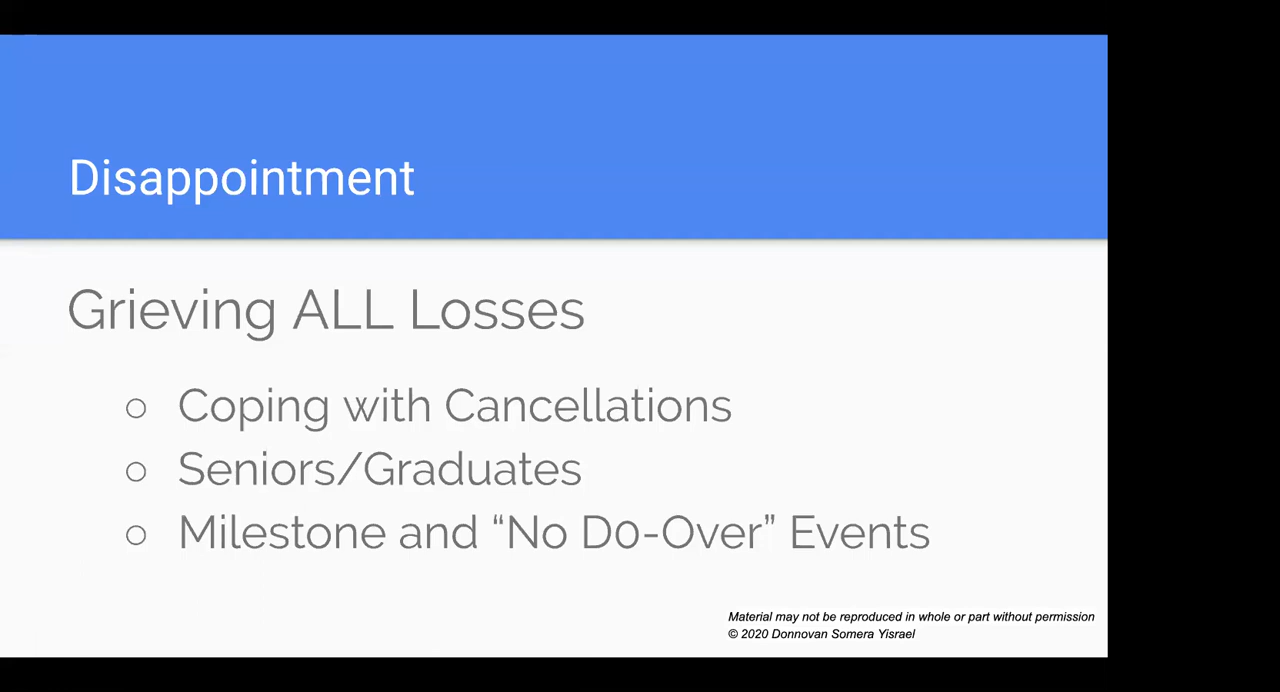 Disappointment
Grieving ALL Losses
○ Coping with Cancellations
○ Seniors/Graduates
○ Milestone and “No D0-Over” Events
Material may not be reproduced in whole or part without permission
© 2020 Donnovan Somera Yisrael